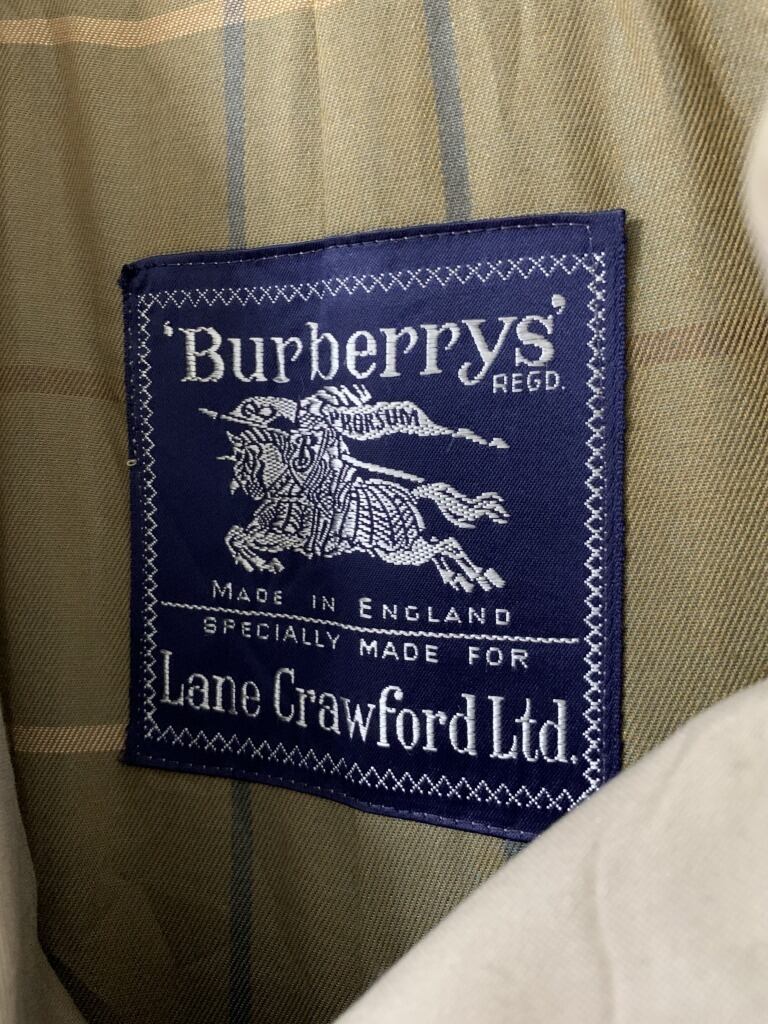 'Burberrys'
REGD.
PRORSUM
MADE IN ENGLAND
SPECIALLY MADE FOR
Lane Crawford Ltd.